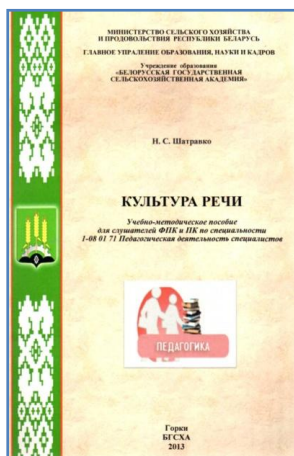 МИНИСТЕРСТВО СЕЛЬСКОГО ХОЗЯЙСТВА
И ПРОДОВОЛЬСТВИЯ РЕСПУБЛИКИ БЕЛАРУСЬ
ГЛАВНОЕ УПРАЛЕНИЕ ОБРАЗОВАНИЯ, НАУКИ И КАДРОВ
Учреждение образования
«БЕЛОРУССКАЯ ГОСУДАРСТВЕННАЯ
СЕЛЬСКОХОЗЯЙСТВЕННАЯ АКАДЕМИЯ»
Н. С. Шатравко
КУЛЬТУРА РЕЧИ
Учебно-методическое пособие
для слушателей ФПК и ПК по специальности
1-08 01 71 Педагогическая деятельность специалистов
ПЕДАГОГИКА
Горки
БГСХА
2013